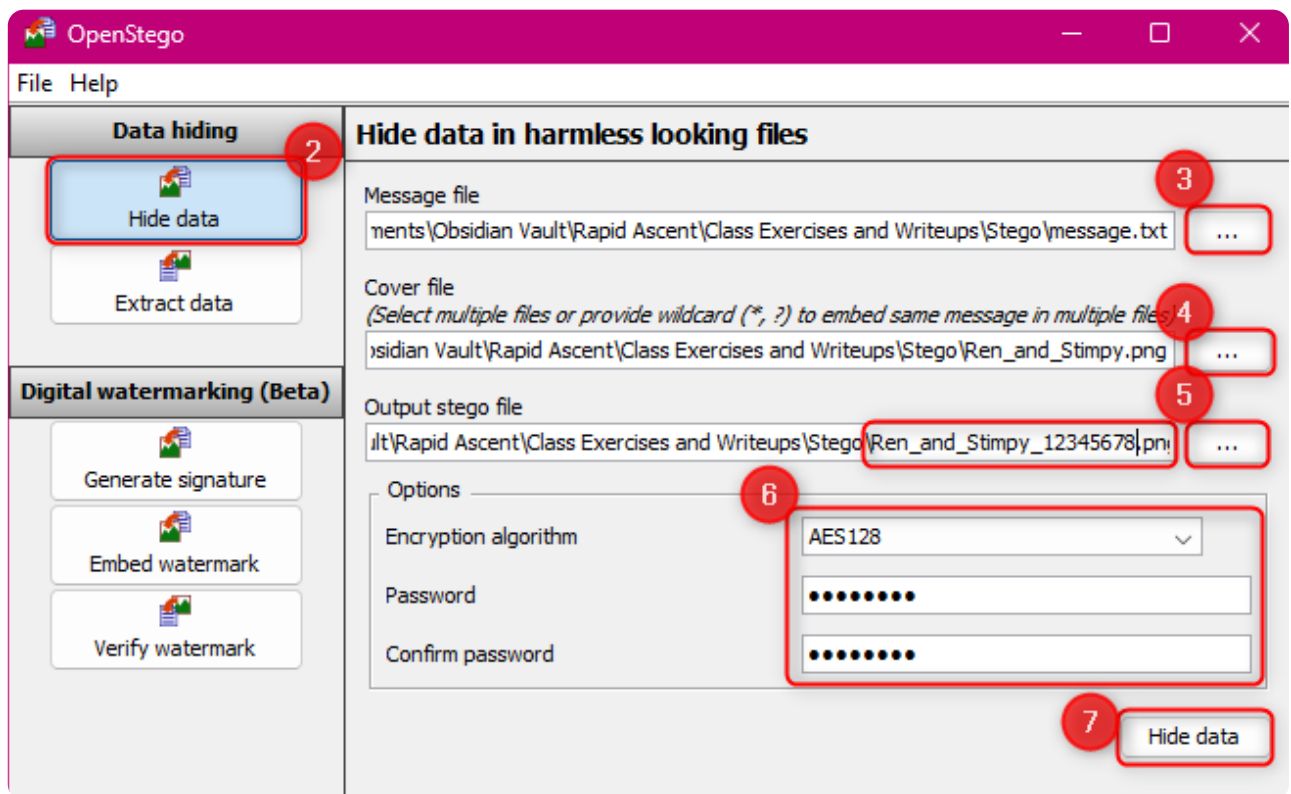 OpenStego
File Help
Data hiding
2
Hide data
Extract data
Digital watermarking (Beta)
Generate signature
Embed watermark
Verify watermark
Hide data in harmless looking files
Message file
3
ments\Obsidian Vault\Rapid Ascent\Class Exercises and Writeups\Stego\message.txt
...
Cover file
(Select multiple files or provide wildcard (*, ?) to embed same message in multiple files)
4
osidian Vault\Rapid Ascent\Class Exercises and Writeups\Stego\Ren_and_Stimpy.png
...
Output stego file
5
ult\Rapid Ascent\Class Exercises and Writeups\Stego\Ren_and_Stimpy_12345678.png
...
Options
6
Encryption algorithm
AES128
Password
••••••••
Confirm password
••••••••
7
Hide data